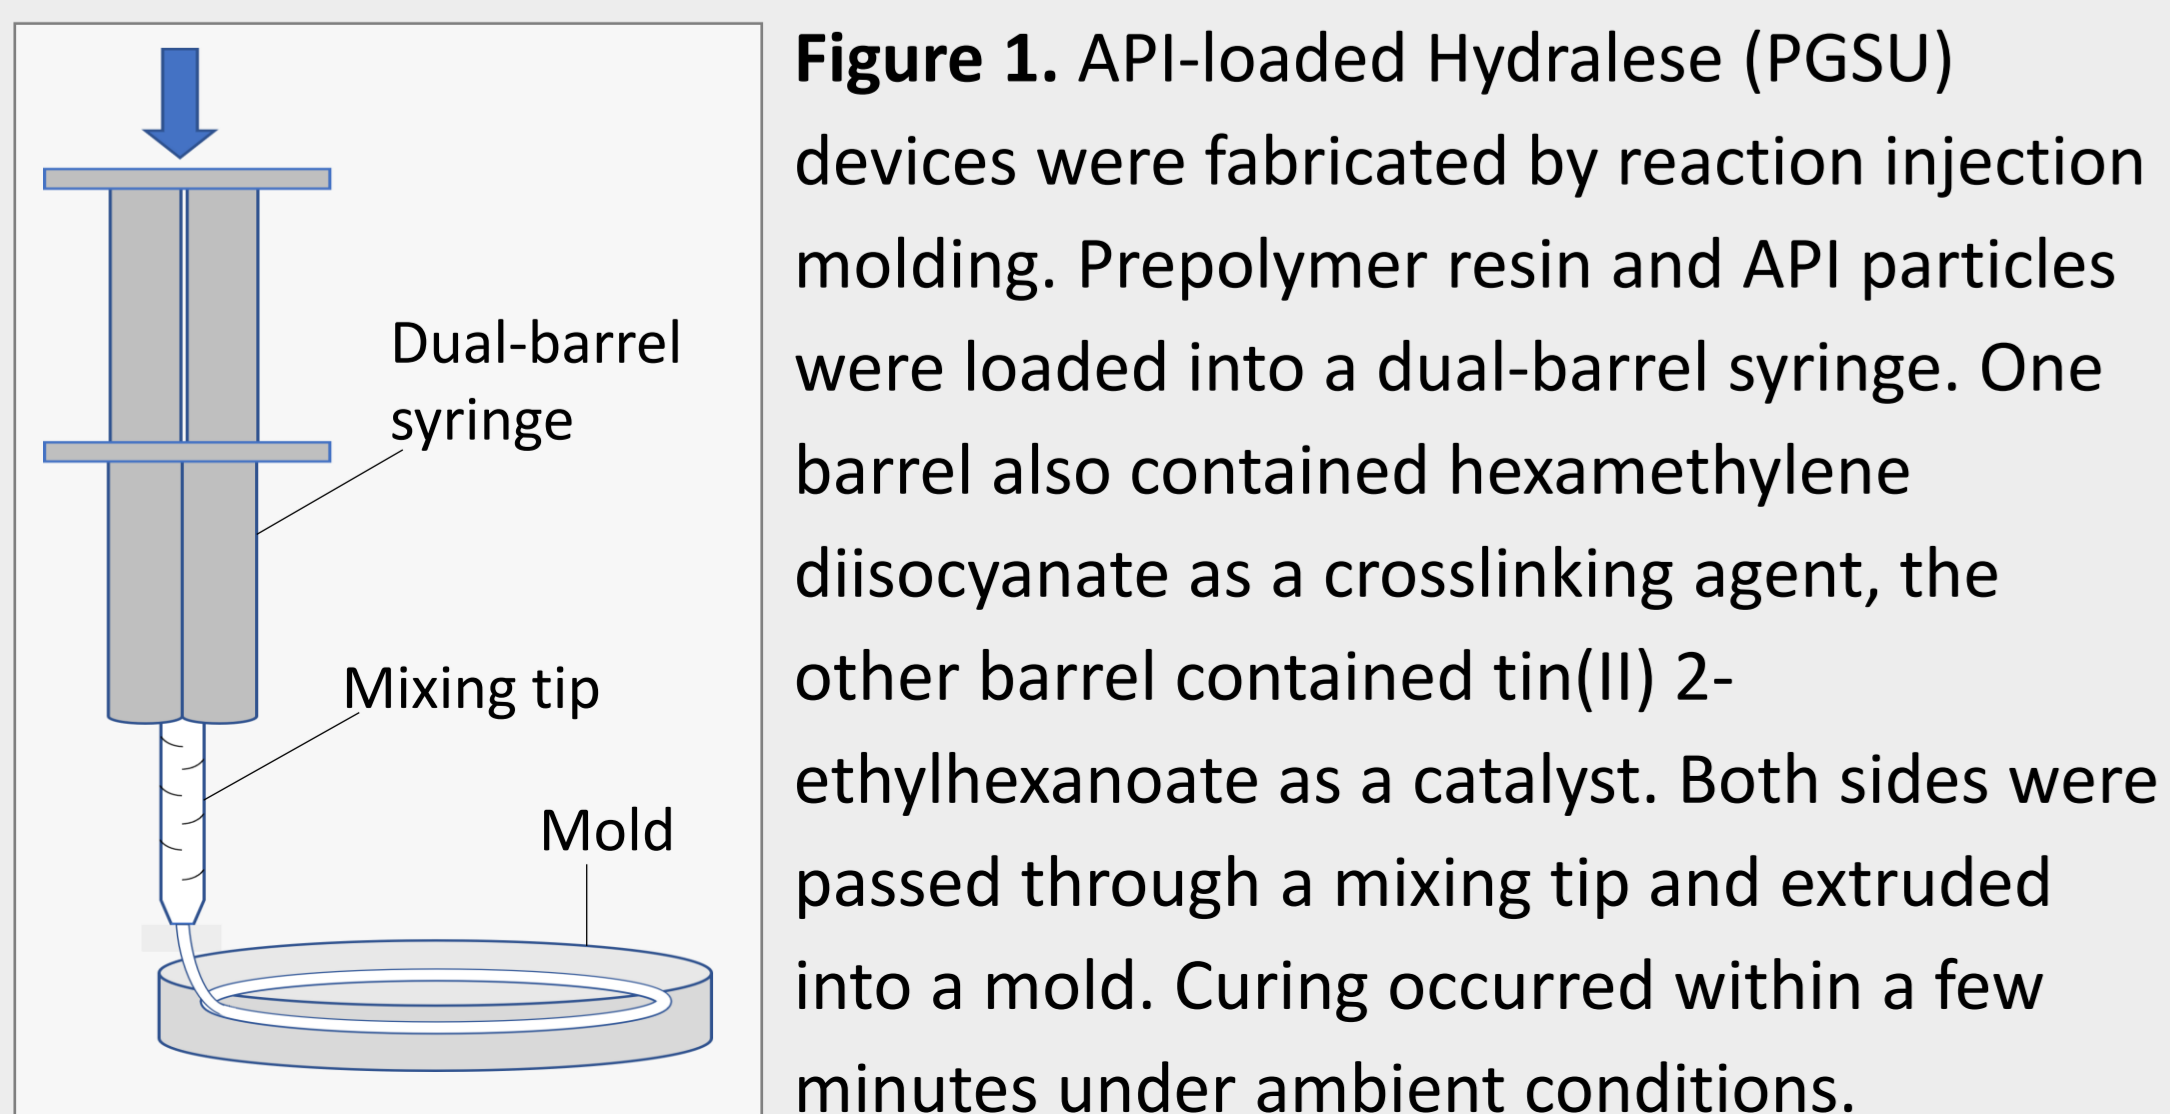 Dual-barrel
syringe
Mixing tip
Mold
Figure 1. API-loaded Hydralese (PGSU)
devices were fabricated by reaction injection
molding. Prepolymer resin and API particles
were loaded into a dual-barrel syringe. One
barrel also contained hexamethylene
diisocyanate as a crosslinking agent, the
other barrel contained tin(II) 2-
ethylhexanoate as a catalyst. Both sides were
passed through a mixing tip and extruded
into a mold. Curing occurred within a few
minutes under ambient conditions.